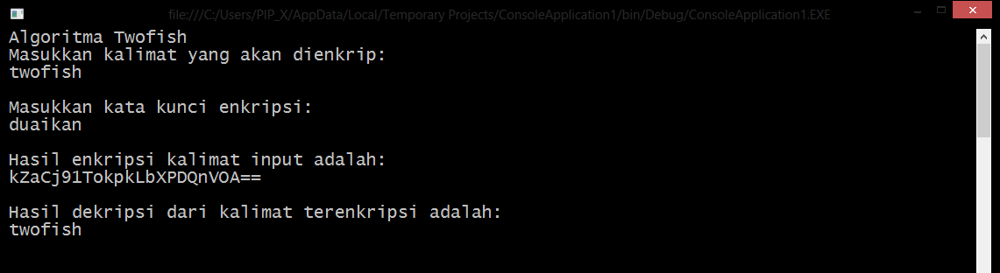 file:///C:/Users/PIP_X/AppData/Local/Temporary Projects/ConsoleApplication1/bin/Debug/ConsoleApplication1.EXE
Algoritma Twofish
Masukkan kalimat yang akan dienkrip:
twofish
Masukkan kata kunci enkripsi:
duaikan
Hasil enkripsi kalimat input adalah:
kZaCj91TokpkLbXPDQnVOA==
Hasil dekripsi dari kalimat terenkripsi adalah:
twofish